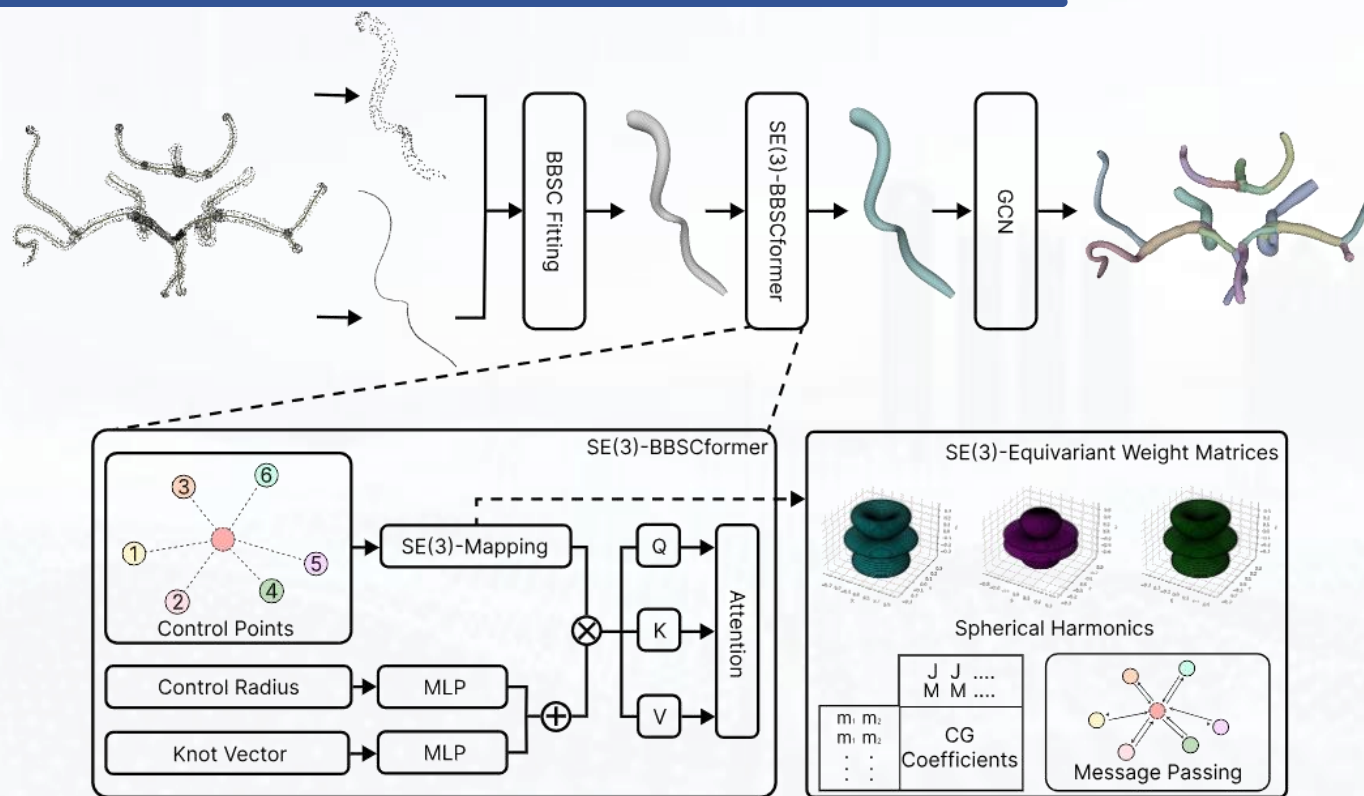 BBSC Fitting
SE(3)-BBSCformer
GCN
SE(3)-BBSCformer
3
6
1
5
2
4
Control Points
SE(3)-Mapping
Q
K
V
Attention
Control Radius
MLP
Knot Vector
MLP
SE(3)-Equivariant Weight Matrices
Spherical Harmonics
J J ....
M M ....
m₁ m₂
m₁ m₂
CG
Coefficients
Message Passing